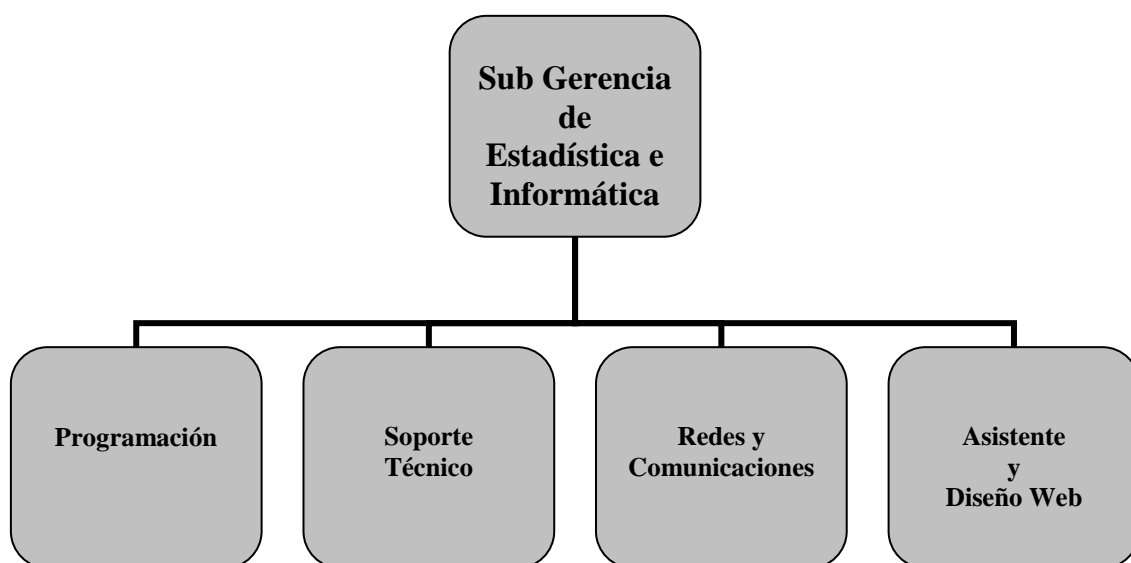 Sub Gerencia
de
Estadística e
Informática
Programación
Soporte
Técnico
Redes y
Comunicaciones
Asistente
y
Diseño Web